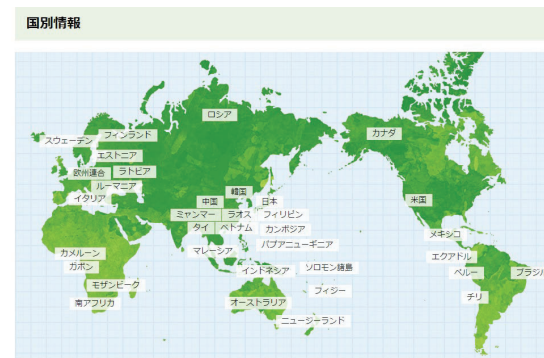 国別情報
ロシア
カナダ
スウェーデン
フィンランド
エストニア
欧州連合
ラトビア
ルーマニア
イタリア
韓国
中国
日本
米国
ミャンマー
ラオス
フィリピン
タイ
ベトナム
カンボジア
メキシコ
マレーシア
パプアニューギニア
カメルーン
エクアドル
ガボン
インドネシア
ソロモン諸島
ペルー
ブラジル
モザンビーク
フィジー
南アフリカ
オーストラリア
チリ
ニュージーランド